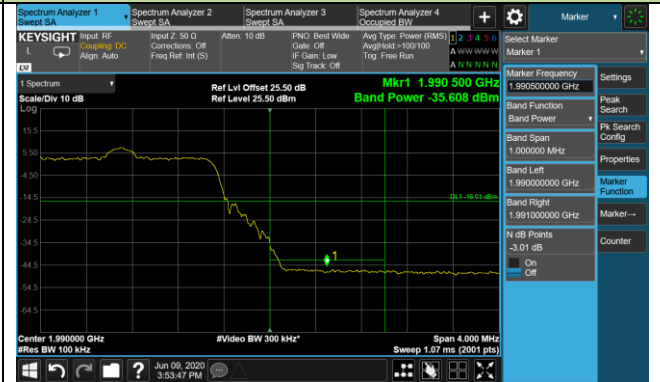 Spectrum Analyzer 1
Swept SA
Spectrum Analyzer 2
Swept SA
Spectrum Analyzer 3
Swept SA
Spectrum Analyzer 4
Occupied BW
+
Marker
KEYSIGHT
L
LXI
Input: RF
Coupling: DC
Align: Auto
Input Z: 50 Ω
Corrections: Off
Freq Ref: Int (S)
Atten: 10 dB
PNO: Best Wide
Gate: Off
IF Gain: Low
Sig Track: Off
Avg Type: Power (RMS)
Avg|Hold:>100/100
Trig: Free Run
1 2 3 4 5 6
A W W W W W
A N N N N N
Select Marker
Marker 1
1 Spectrum
Scale/Div 10 dB
Log
Ref Lvl Offset 25.50 dB
Ref Level 25.50 dBm
Mkr1 1.990 500 GHz
Band Power -35.608 dBm
15.5
5.50
-4.50
-14.5
-24.5
-34.5
-44.5
-54.5
-64.5
DL1 -16.01 dBm
1
Center 1.990000 GHz
#Res BW 100 kHz
#Video BW 300 kHz*
Span 4.000 MHz
Sweep 1.07 ms (2001 pts)
Marker Frequency
1.990500000 GHz
Band Function
Band Power
Band Span
1.000000 MHz
Band Left
1.990000000 GHz
Band Right
1.991000000 GHz
N dB Points
-3.01 dB
On
Off
Settings
Peak
Search
Pk Search
Config
Properties
Marker
Function
Marker→
Counter
?
Jun 09, 2020
3:53:47 PM